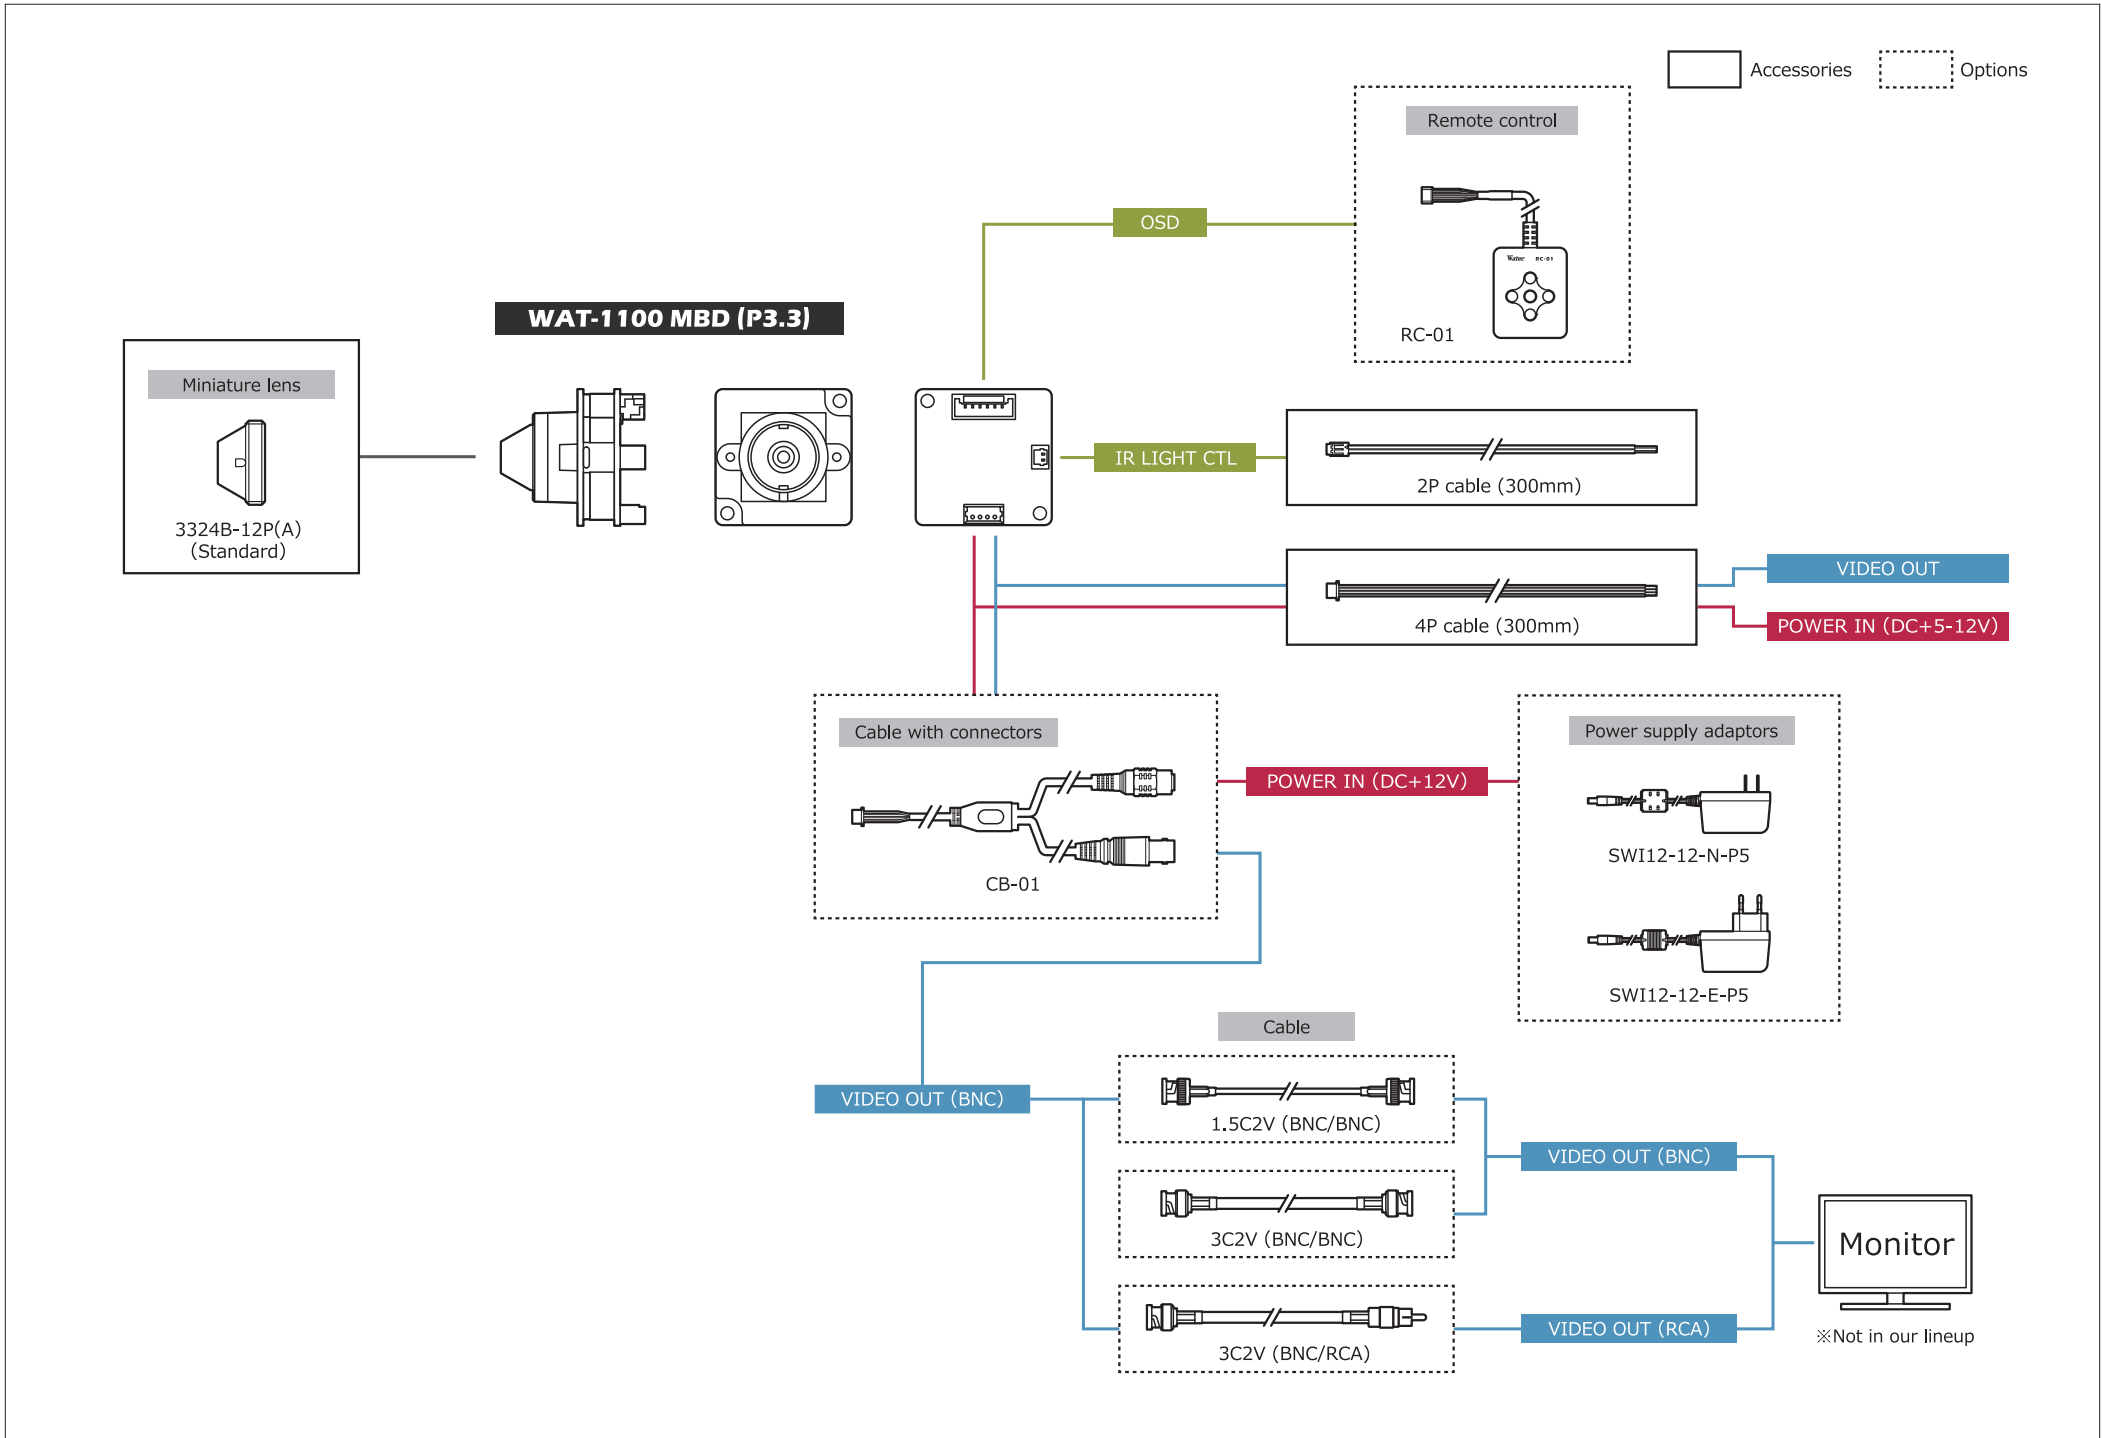 Accessories
Options
Remote control
OSD
Watec RC-01
RC-01
WAT-1100 MBD (P3.3)
Miniature lens
3324B-12P(A)
(Standard)
IR LIGHT CTL
2P cable (300mm)
VIDEO OUT
4P cable (300mm)
POWER IN (DC+5-12V)
Cable with connectors
CB-01
POWER IN (DC+12V)
Power supply adaptors
SWI12-12-N-P5
SWI12-12-E-P5
Cable
VIDEO OUT (BNC)
1.5C2V (BNC/BNC)
3C2V (BNC/BNC)
3C2V (BNC/RCA)
VIDEO OUT (BNC)
VIDEO OUT (RCA)
Monitor
※Not in our lineup